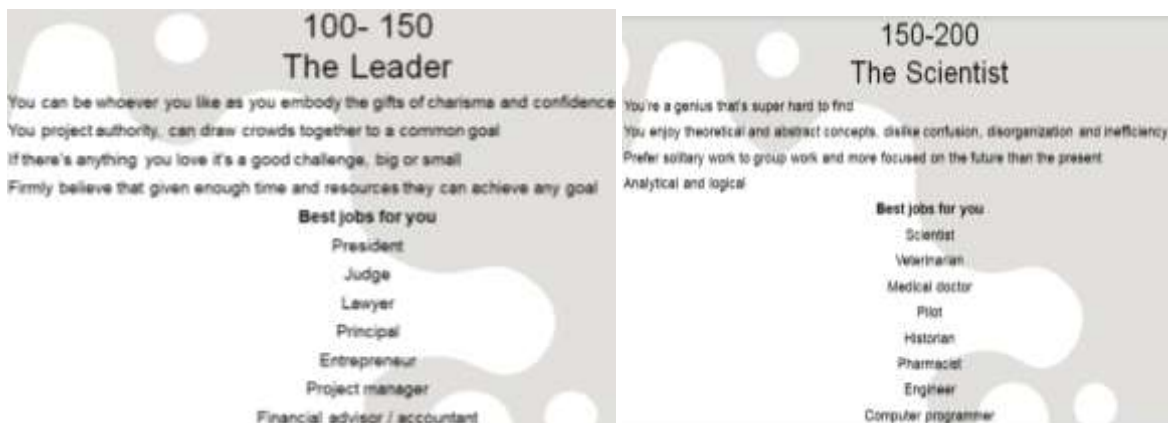 100- 150
The Leader
You can be whoever you like as you embody the gifts of charisma and confidence
You project authority, can draw crowds together to a common goal
If there's anything you love it's a good challenge, big or small
Firmly believe that given enough time and resources they can achieve any goal
Best jobs for you
President
Judge
Lawyer
Principal
Entrepreneur
Project manager
Financial advisor / accountant
150-200
The Scientist
You're a genius that's super hard to find
You enjoy theoretical and abstract concepts, dislike confusion, disorganization and inefficiency
Prefer solitary work to group work and more focused on the future than the present
Analytical and logical
Best jobs for you
Scientist
Veterinarian
Medical doctor
Pilot
Historian
Pharmacist
Engineer
Computer programmer